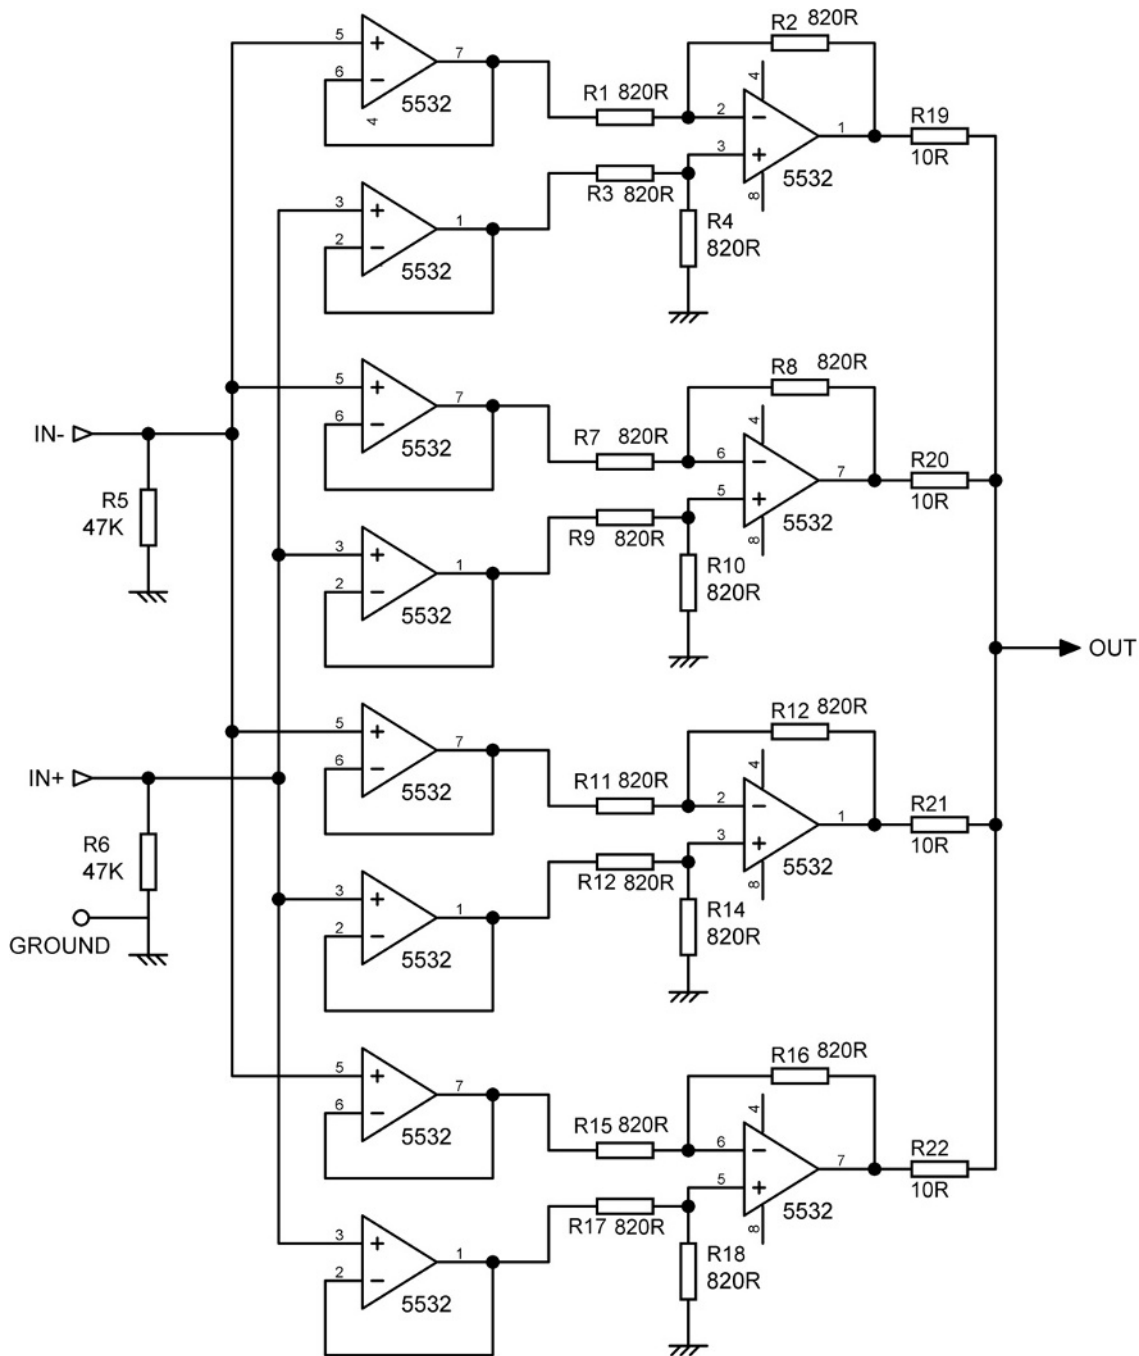 R2 820R
5
7
6
5532
4
R1 820R
4
2
1
3
5532
8
R19
10R
R3 820R
R4
820R
3
1
2
5532
R8 820R
5
7
6
5532
R7 820R
4
6
7
5
5532
8
R20
10R
IN-
R5
47K
R9 820R
R10
820R
3
1
2
5532
OUT
R12 820R
5
7
6
5532
R11 820R
4
2
1
3
5532
8
R21
10R
IN+
R6
47K
GROUND
R12 820R
R14
820R
3
1
2
5532
R16 820R
5
7
6
5532
R15 820R
4
6
7
5
5532
8
R22
10R
R17 820R
R18
820R
3
1
2
5532